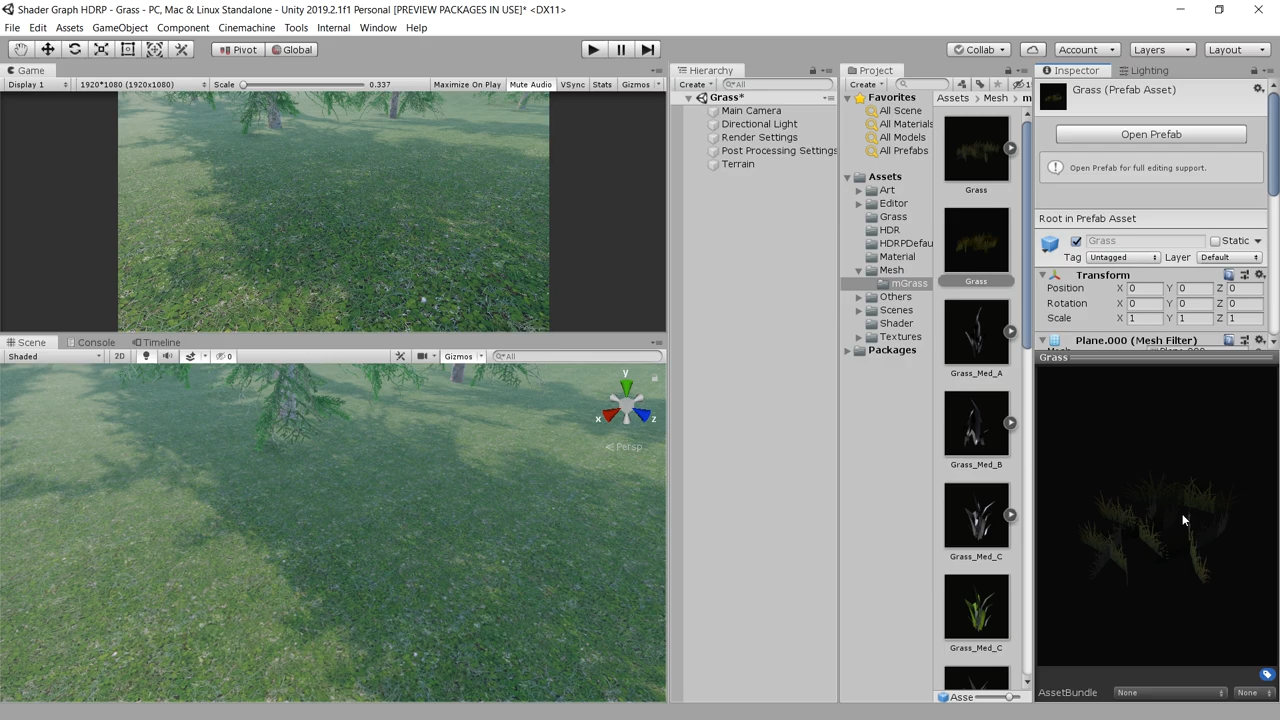 Shader Graph HDRP - Grass - PC, Mac & Linux Standalone - Unity 2019.2.1f1 Personal [PREVIEW PACKAGES IN USE]* <DX11>
File Edit Assets GameObject Component Cinemachine Tools Internal Window Help
Pivot Global Collab Account Layers Layout
Game
Display 1 1920*1080 (1920x1080) Scale 0.337 Maximize On Play Mute Audio VSync Stats Gizmos
Scene Console Timeline
Shaded 2D 0 Gizmos All
y
x
z
Persp
Hierarchy
Create All
Grass*
Main Camera
Directional Light
Render Settings
Post Processing Settings
Terrain
Project
Create 1
Favorites
All Scene
All Materials
All Models
All Prefabs
Assets
Art
Editor
Grass
HDR
HDRPDefau
Material
Mesh
mGrass
Others
Scenes
Shader
Textures
Packages
Assets Mesh m
Grass
Grass
Grass_Med_A
Grass_Med_B
Grass_Med_C
Grass_Med_C
Asse
Inspector Lighting
Grass (Prefab Asset)
Open Prefab
Open Prefab for full editing support.
Root in Prefab Asset
Grass Static
Tag Untagged Layer Default
Transform
Position X 0 Y 0 Z 0
Rotation X 0 Y 0 Z 0
Scale X 1 Y 1 Z 1
Plane.000 (Mesh Filter)
Grass
AssetBundle None None